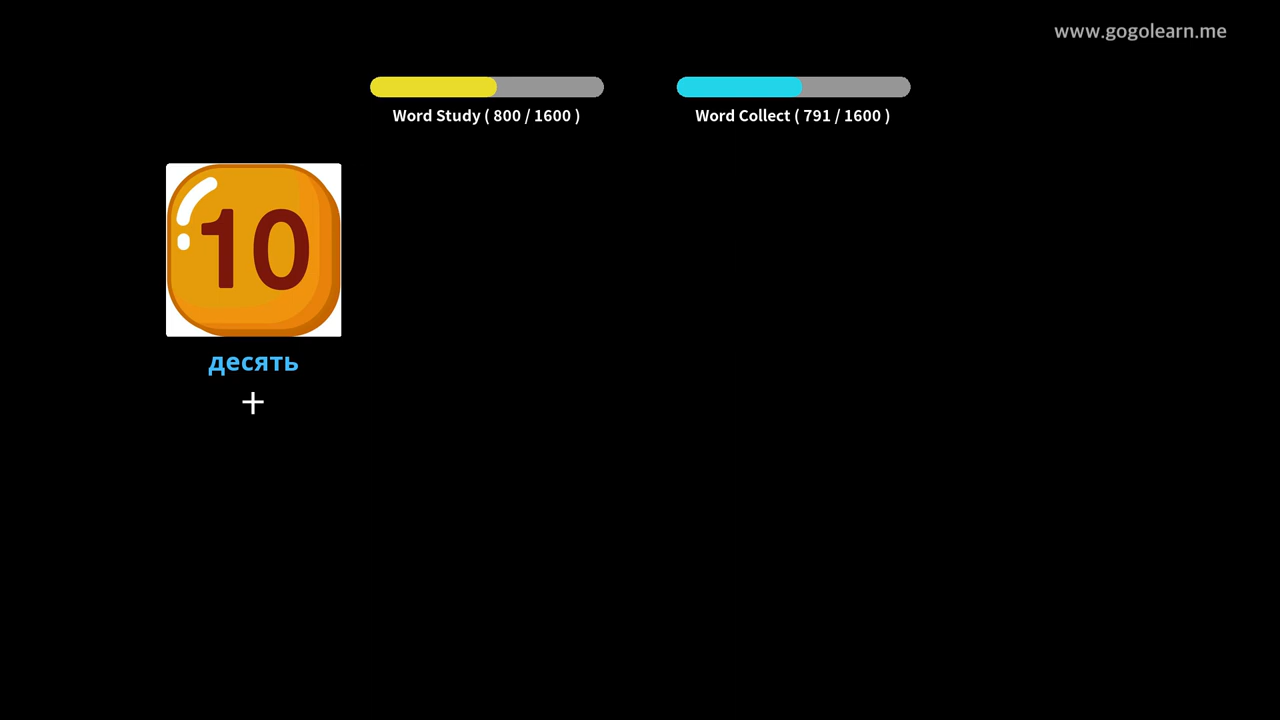 www.gogolearn.me
Word Study ( 800 / 1600 )
Word Collect ( 791 / 1600 )
10
десять
+